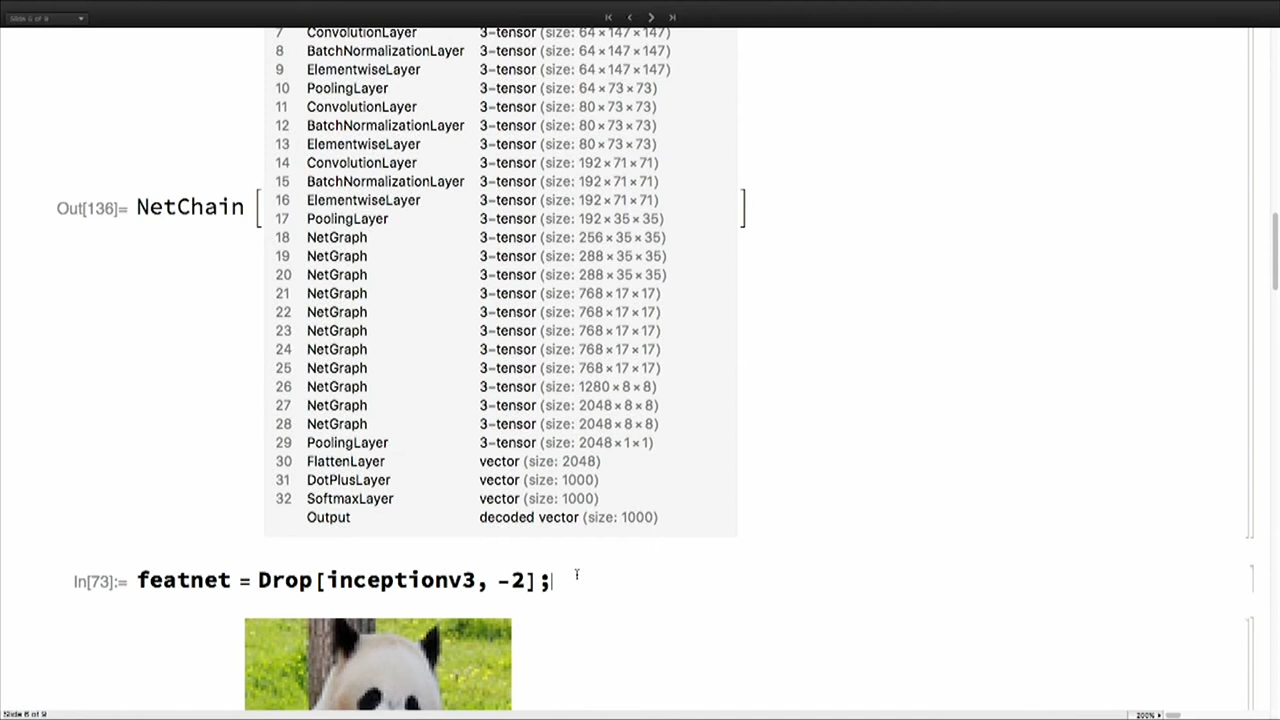 Slide 6 of 9
7 ConvolutionLayer 3-tensor (size: 64×147×147)
8 BatchNormalizationLayer 3-tensor (size: 64×147×147)
9 ElementwiseLayer 3-tensor (size: 64×147×147)
10 PoolingLayer 3-tensor (size: 64×73×73)
11 ConvolutionLayer 3-tensor (size: 80×73×73)
12 BatchNormalizationLayer 3-tensor (size: 80×73×73)
13 ElementwiseLayer 3-tensor (size: 80×73×73)
14 ConvolutionLayer 3-tensor (size: 192×71×71)
15 BatchNormalizationLayer 3-tensor (size: 192×71×71)
16 ElementwiseLayer 3-tensor (size: 192×71×71)
Out[136]= NetChain [
17 PoolingLayer 3-tensor (size: 192×35×35)
18 NetGraph 3-tensor (size: 256×35×35)
19 NetGraph 3-tensor (size: 288×35×35)
20 NetGraph 3-tensor (size: 288×35×35)
21 NetGraph 3-tensor (size: 768×17×17)
22 NetGraph 3-tensor (size: 768×17×17)
23 NetGraph 3-tensor (size: 768×17×17)
24 NetGraph 3-tensor (size: 768×17×17)
25 NetGraph 3-tensor (size: 768×17×17)
26 NetGraph 3-tensor (size: 1280×8×8)
27 NetGraph 3-tensor (size: 2048×8×8)
28 NetGraph 3-tensor (size: 2048×8×8)
29 PoolingLayer 3-tensor (size: 2048×1×1)
30 FlattenLayer vector (size: 2048)
31 DotPlusLayer vector (size: 1000)
32 SoftmaxLayer vector (size: 1000)
Output decoded vector (size: 1000)
]
In[73]:= featnet = Drop[inceptionv3, -2];
Slide 6 of 9
200%